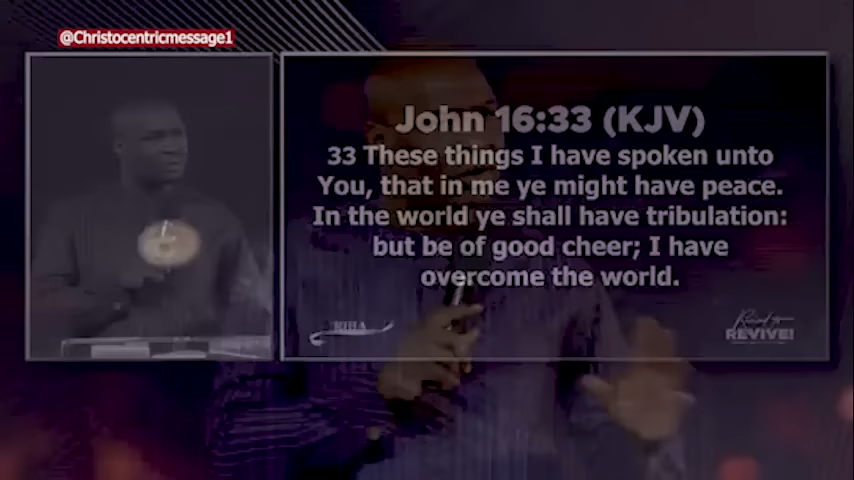 @Christocentricmessage1
John 16:33 (KJV)
33 These things I have spoken unto
You, that in me ye might have peace.
In the world ye shall have tribulation:
but be of good cheer; I have
overcome the world.
REVIVE!